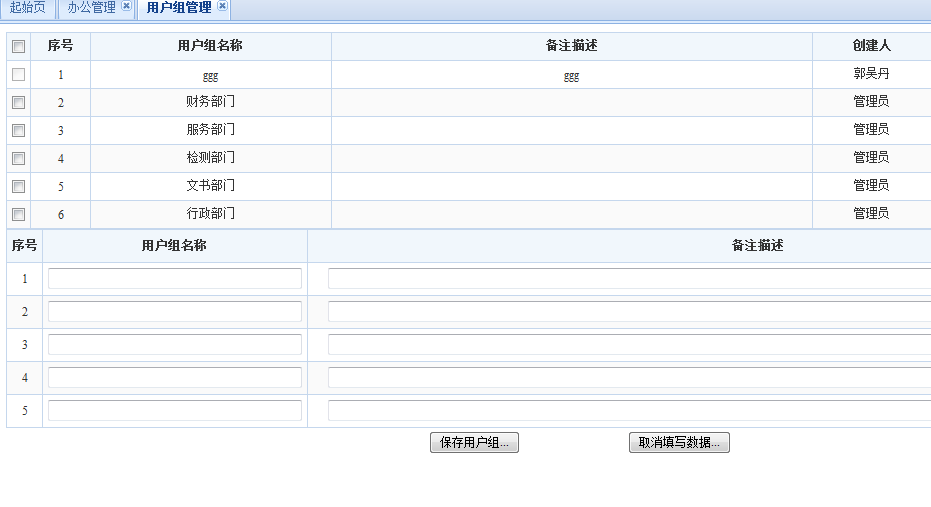 起始页 办公管理 用户组管理
序号 用户组名称 备注描述 创建人
1 ggg ggg 郭吴丹
2 财务部门 管理员
3 服务部门 管理员
4 检测部门 管理员
5 文书部门 管理员
6 行政部门 管理员
序号 用户组名称 备注描述
1
2
3
4
5
保存用户组... 取消填写数据...